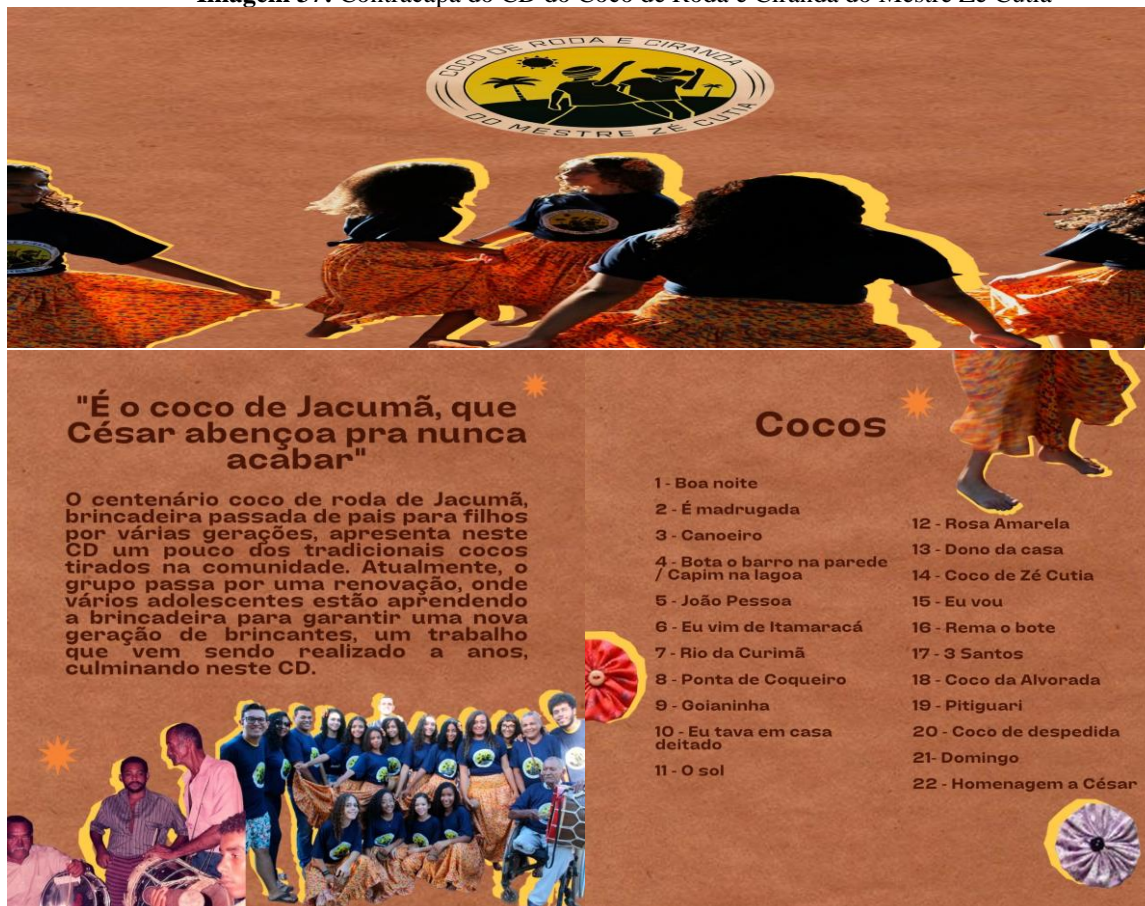 Imagem 37: Contracapa do CD do Coco de Roda e Ciranda do Mestre Zé Cutia
COCO DE RODA E CIRANDA
DO MESTRE ZÉ CUTIA
"É o coco de Jacumã, que
César abençoa pra nunca
acabar"
O centenário coco de roda de Jacumã,
brincadeira passada de pais para filhos
por várias gerações, apresenta neste
CD um pouco dos tradicionais cocos
tirados na comunidade. Atualmente, o
grupo passa por uma renovação, onde
vários adolescentes estão aprendendo
a brincadeira para garantir uma nova
geração de brincantes, um trabalho
que vem sendo realizado a anos,
culminando neste CD.
Cocos
1 - Boa noite
2 - É madrugada
3 - Canoeiro
4 - Bota o barro na parede
/ Capim na lagoa
5 - João Pessoa
6 - Eu vim de Itamaracá
7 - Rio da Curimã
8 - Ponta de Coqueiro
9 - Goianinha
10 - Eu tava em casa
deitado
11 - O sol
12 - Rosa Amarela
13 - Dono da casa
14 - Coco de Zé Cutia
15 - Eu vou
16 - Rema o bote
17 - 3 Santos
18 - Coco da Alvorada
19 - Pitiguari
20 - Coco de despedida
21- Domingo
22 - Homenagem a César